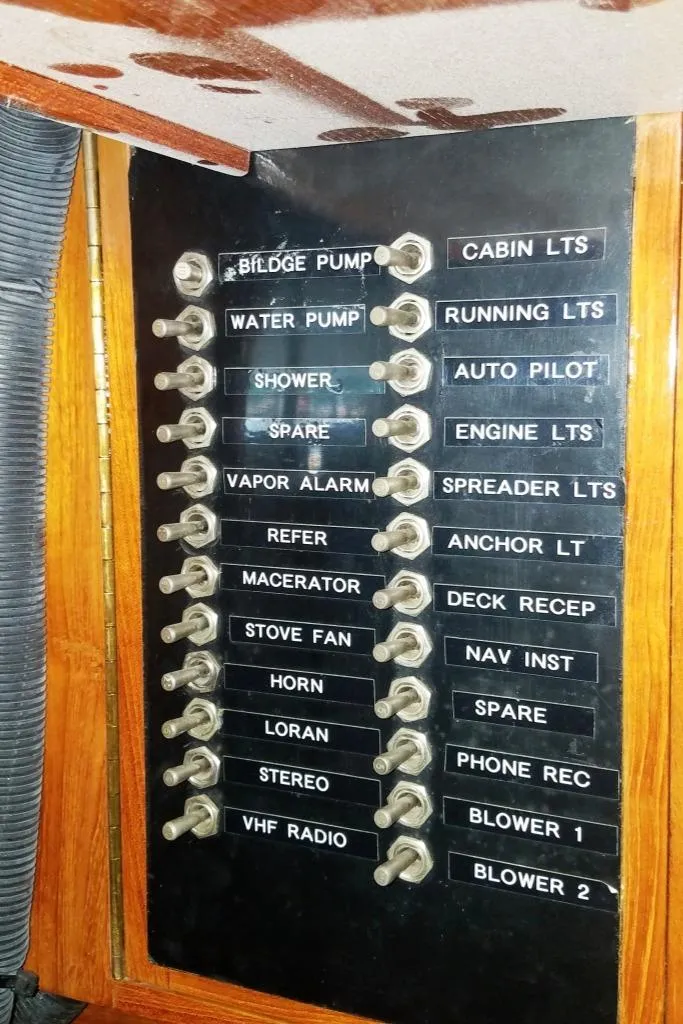 BILDGE PUMP
WATER PUMP
SHOWER
SPARE
VAPOR ALARM
REFER
MACERATOR
STOVE FAN
HORN
LORAN
STEREO
VHF RADIO
CABIN LTS
RUNNING LTS
AUTO PILOT
ENGINE LTS
SPREADER LTS
ANCHOR LT
DECK RECEP
NAV INST
SPARE
PHONE REC
BLOWER 1
BLOWER 2